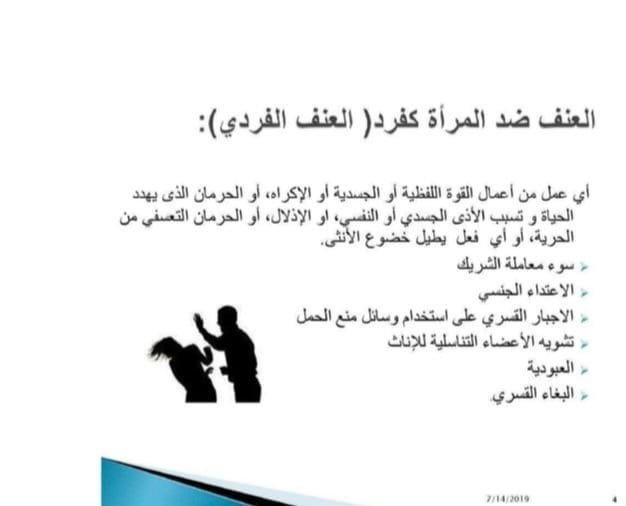 العنف ضد المرأة كفرد( العنف الفردي):
أي عمل من أعمال القوة اللفظية أو الجسدية أو الإكراه، أو الحرمان الذى يهدد
الحياة و تسبب الأذى الجسدي أو النفسي، او الإذلال، أو الحرمان التعسفي من
الحرية، أو أي فعل يطيل خضوع الأنثى.
سوء معاملة الشريك
الاعتداء الجنسي
الاجبار القسري على استخدام وسائل منع الحمل
تشويه الأعضاء التناسلية للإناث
العبودية
البغاء القسري
7/14/2019
4